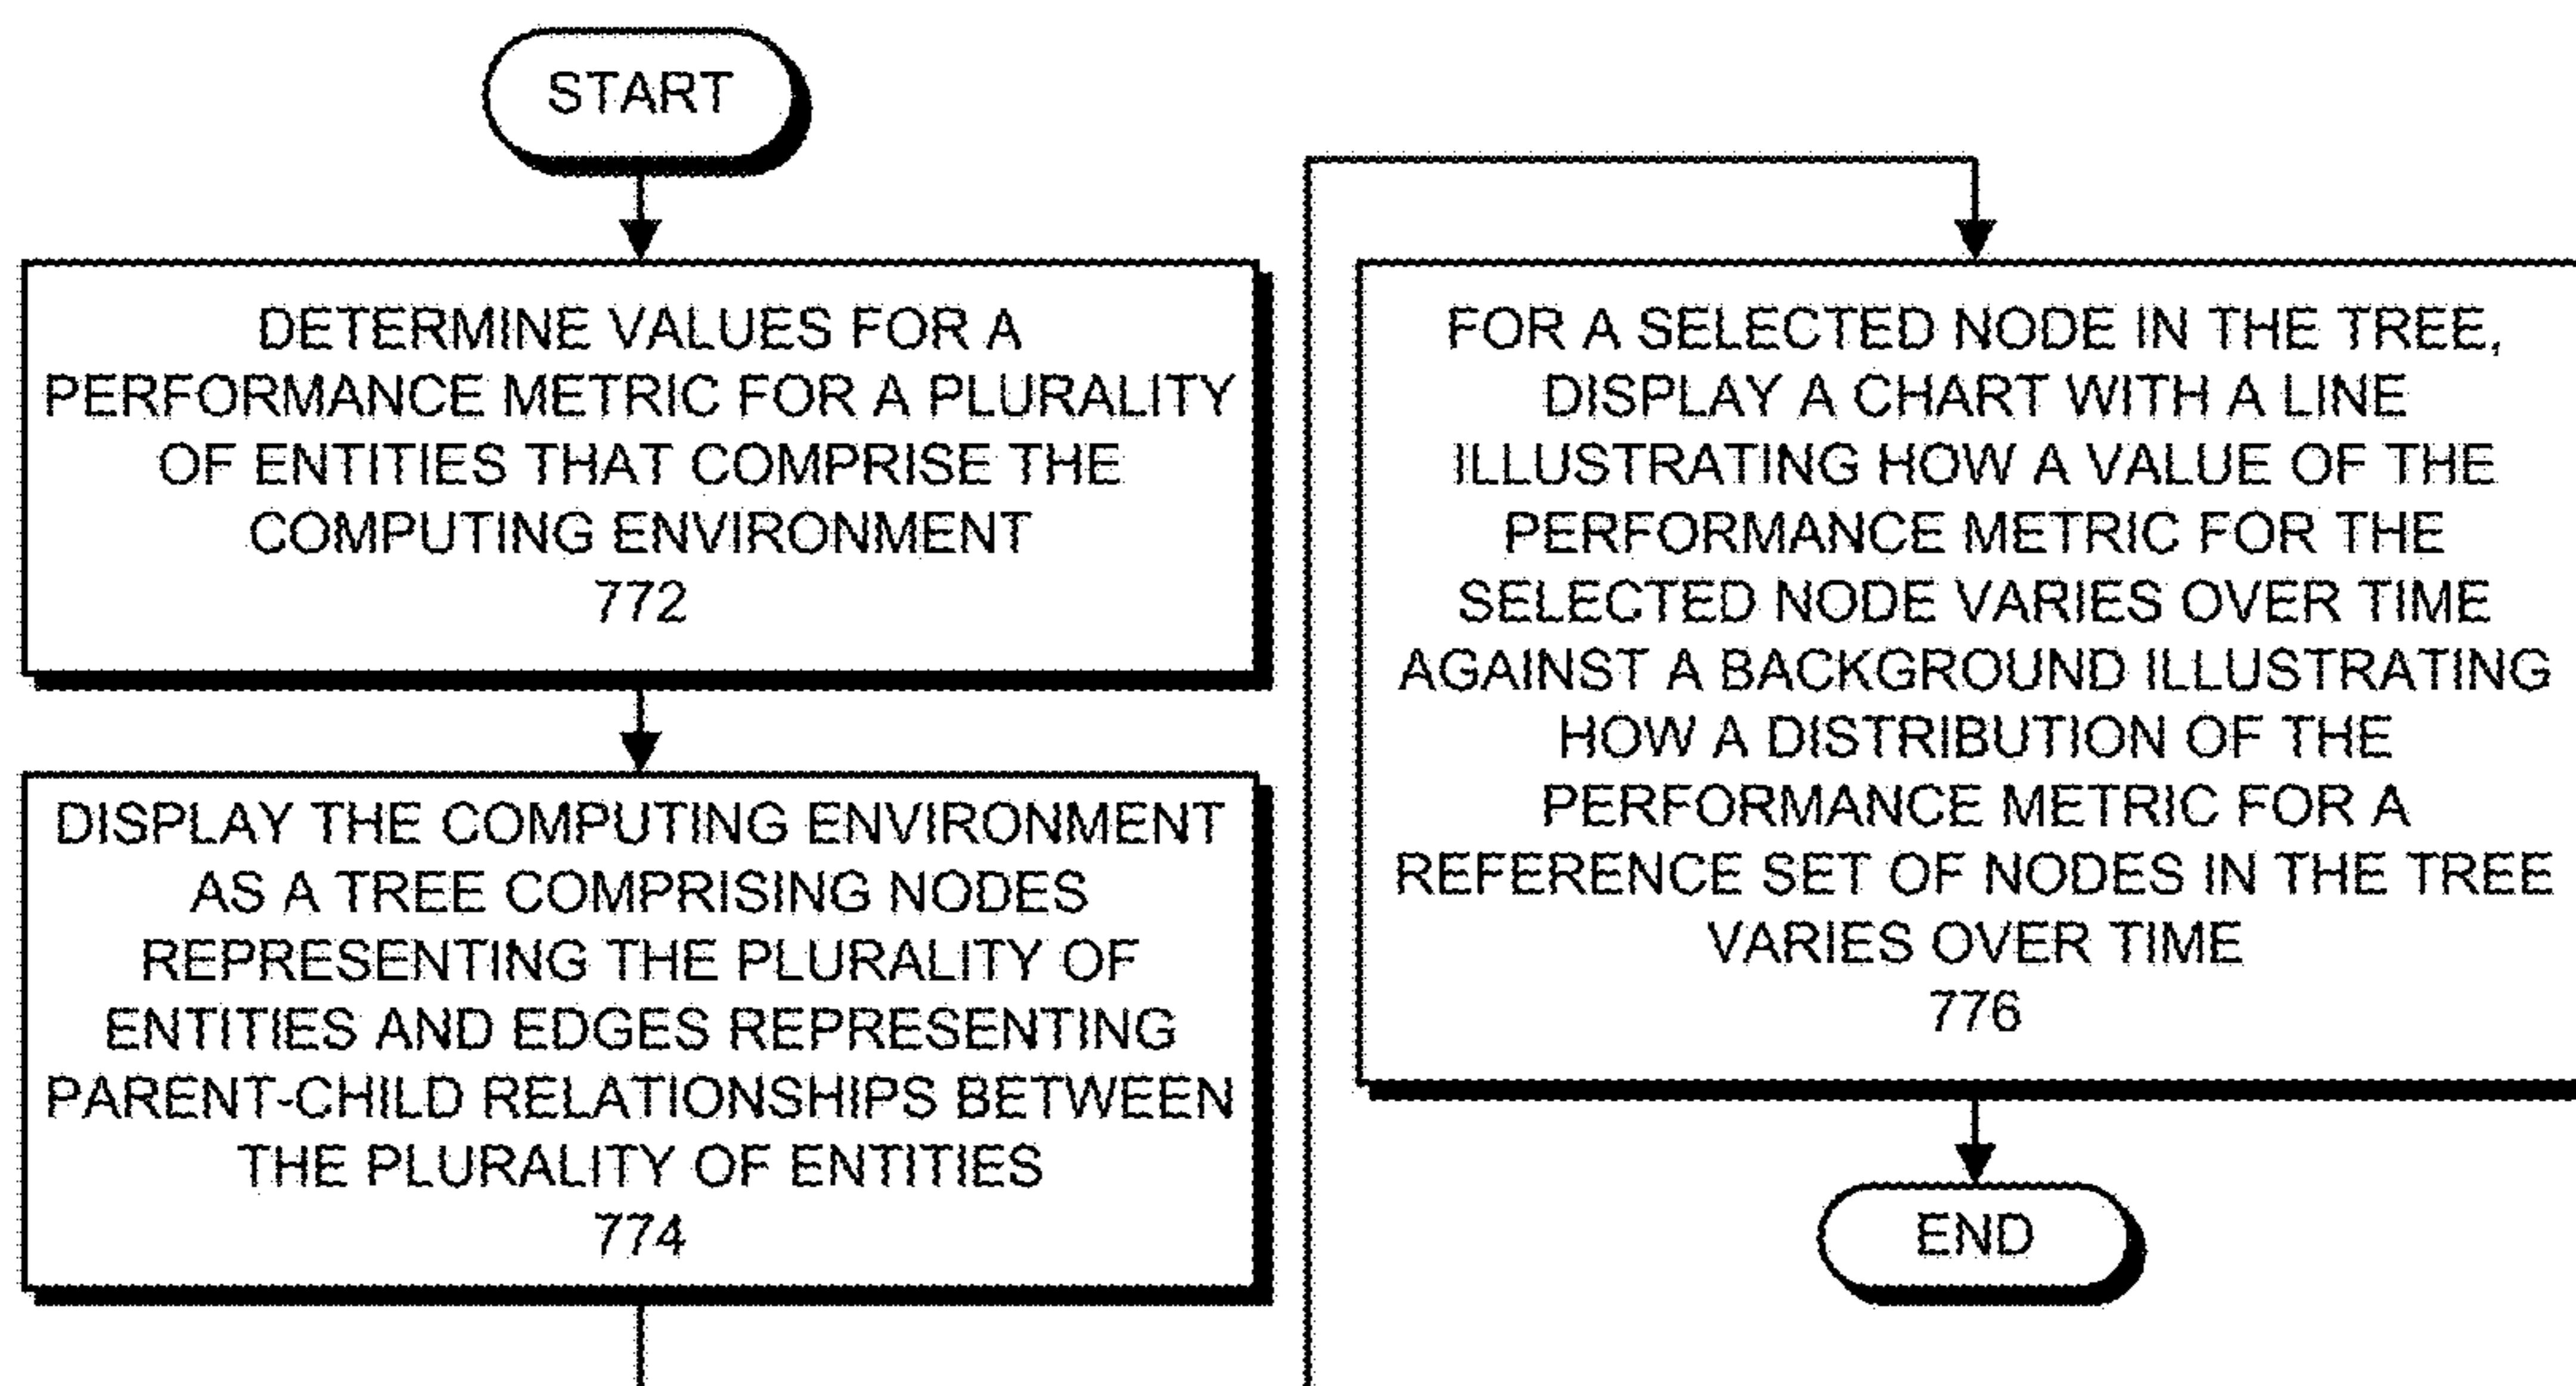 START
DETERMINE VALUES FOR A
PERFORMANCE METRIC FOR A PLURALITY
OF ENTITIES THAT COMPRISE THE
COMPUTING ENVIRONMENT
772
DISPLAY THE COMPUTING ENVIRONMENT
AS A TREE COMPRISING NODES
REPRESENTING THE PLURALITY OF
ENTITIES AND EDGES REPRESENTING
PARENT-CHILD RELATIONSHIPS BETWEEN
THE PLURALITY OF ENTITIES
774
FOR A SELECTED NODE IN THE TREE,
DISPLAY A CHART WITH A LINE
ILLUSTRATING HOW A VALUE OF THE
PERFORMANCE METRIC FOR THE
SELECTED NODE VARIES OVER TIME
AGAINST A BACKGROUND ILLUSTRATING
HOW A DISTRIBUTION OF THE
PERFORMANCE METRIC FOR A
REFERENCE SET OF NODES IN THE TREE
VARIES OVER TIME
776
END